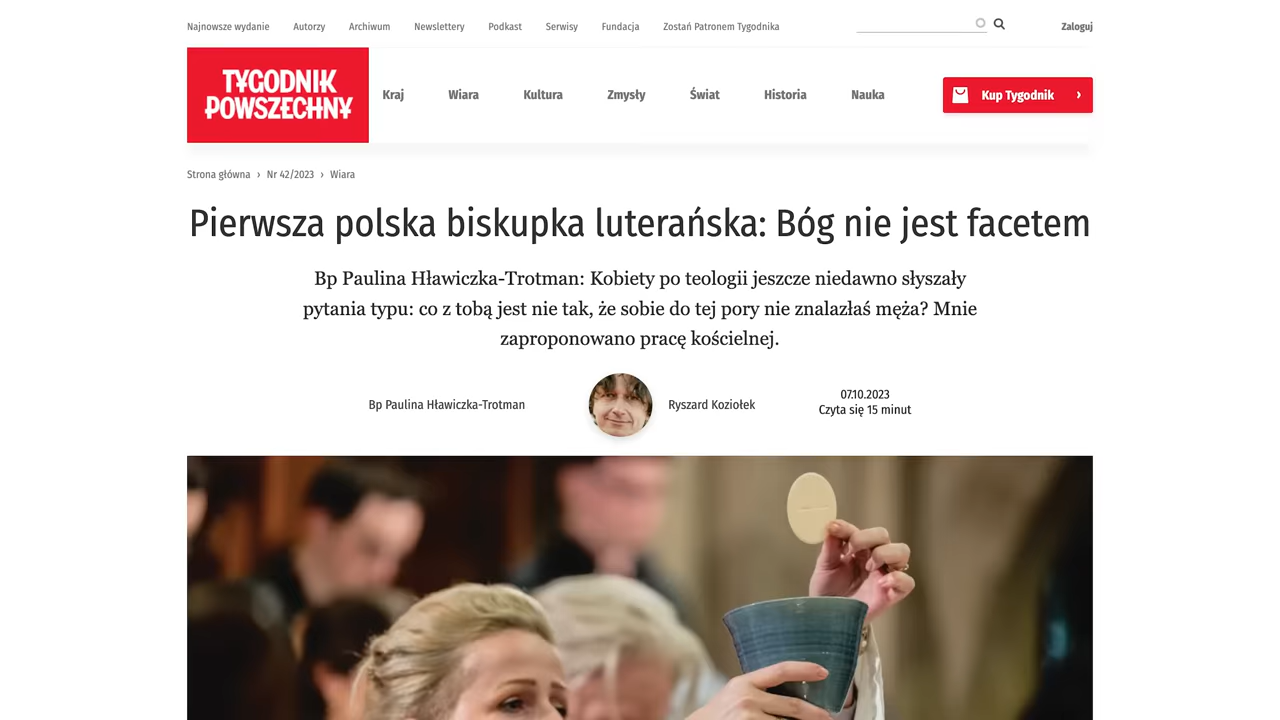 Najnowsze wydanie Autorzy Archiwum Newslettery Podkast Serwisy Fundacja Zostań Patronem Tygodnika Zaloguj
TYGODNIK
POWSZECHNY
Kraj Wiara Kultura Zmysły Świat Historia Nauka Kup Tygodnik ›
Strona główna › Nr 42/2023 › Wiara
Pierwsza polska biskupka luterańska: Bóg nie jest facetem
Bp Paulina Hławiczka-Trotman: Kobiety po teologii jeszcze niedawno słyszały
pytania typu: co z tobą jest nie tak, że sobie do tej pory nie znalazłaś męża? Mnie
zaproponowano pracę kościelnej.
Bp Paulina Hławiczka-Trotman Ryszard Koziołek
07.10.2023
Czyta się 15 minut